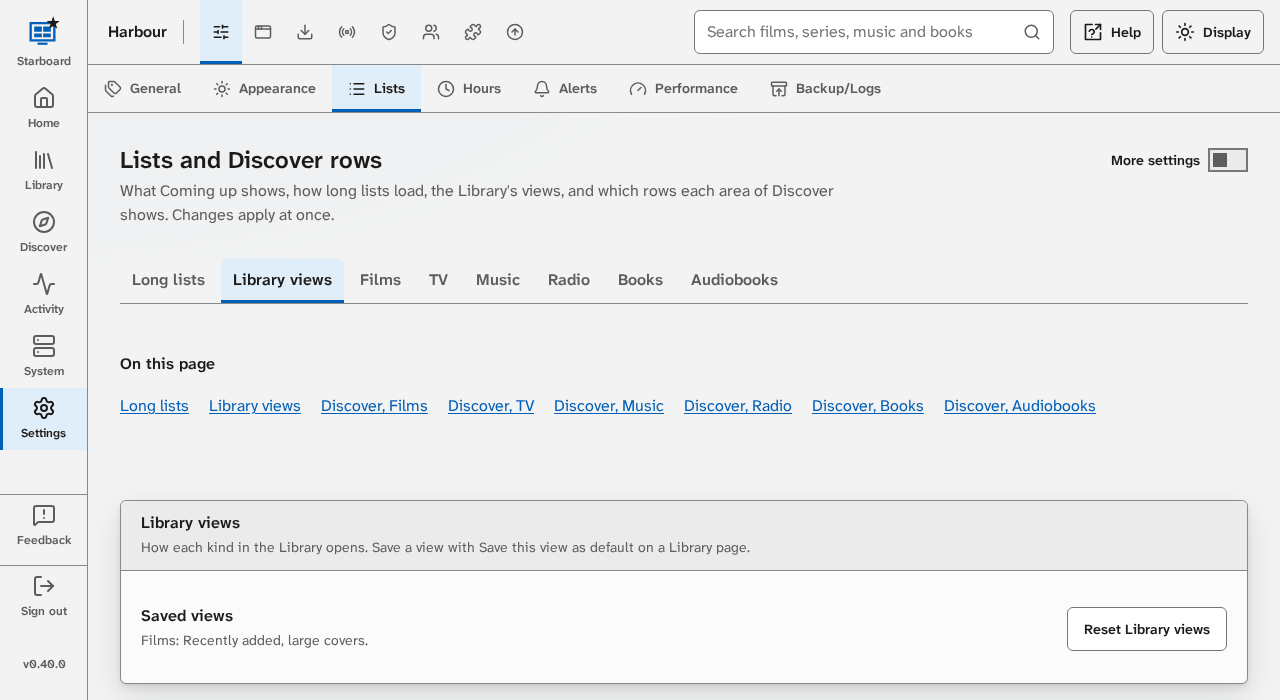 Starboard
Home
Library
Discover
Activity
System
Settings
Feedback
Sign out
v0.40.0
Harbour
Search films, series, music and books
Help
Display
General
Appearance
Lists
Hours
Alerts
Performance
Backup/Logs
Lists and Discover rows
What Coming up shows, how long lists load, the Library's views, and which rows each area of Discover
shows. Changes apply at once.
More settings
Long lists
Library views
Films
TV
Music
Radio
Books
Audiobooks
On this page
Long lists
Library views
Discover, Films
Discover, TV
Discover, Music
Discover, Radio
Discover, Books
Discover, Audiobooks
Library views
How each kind in the Library opens. Save a view with Save this view as default on a Library page.
Saved views
Films: Recently added, large covers.
Reset Library views